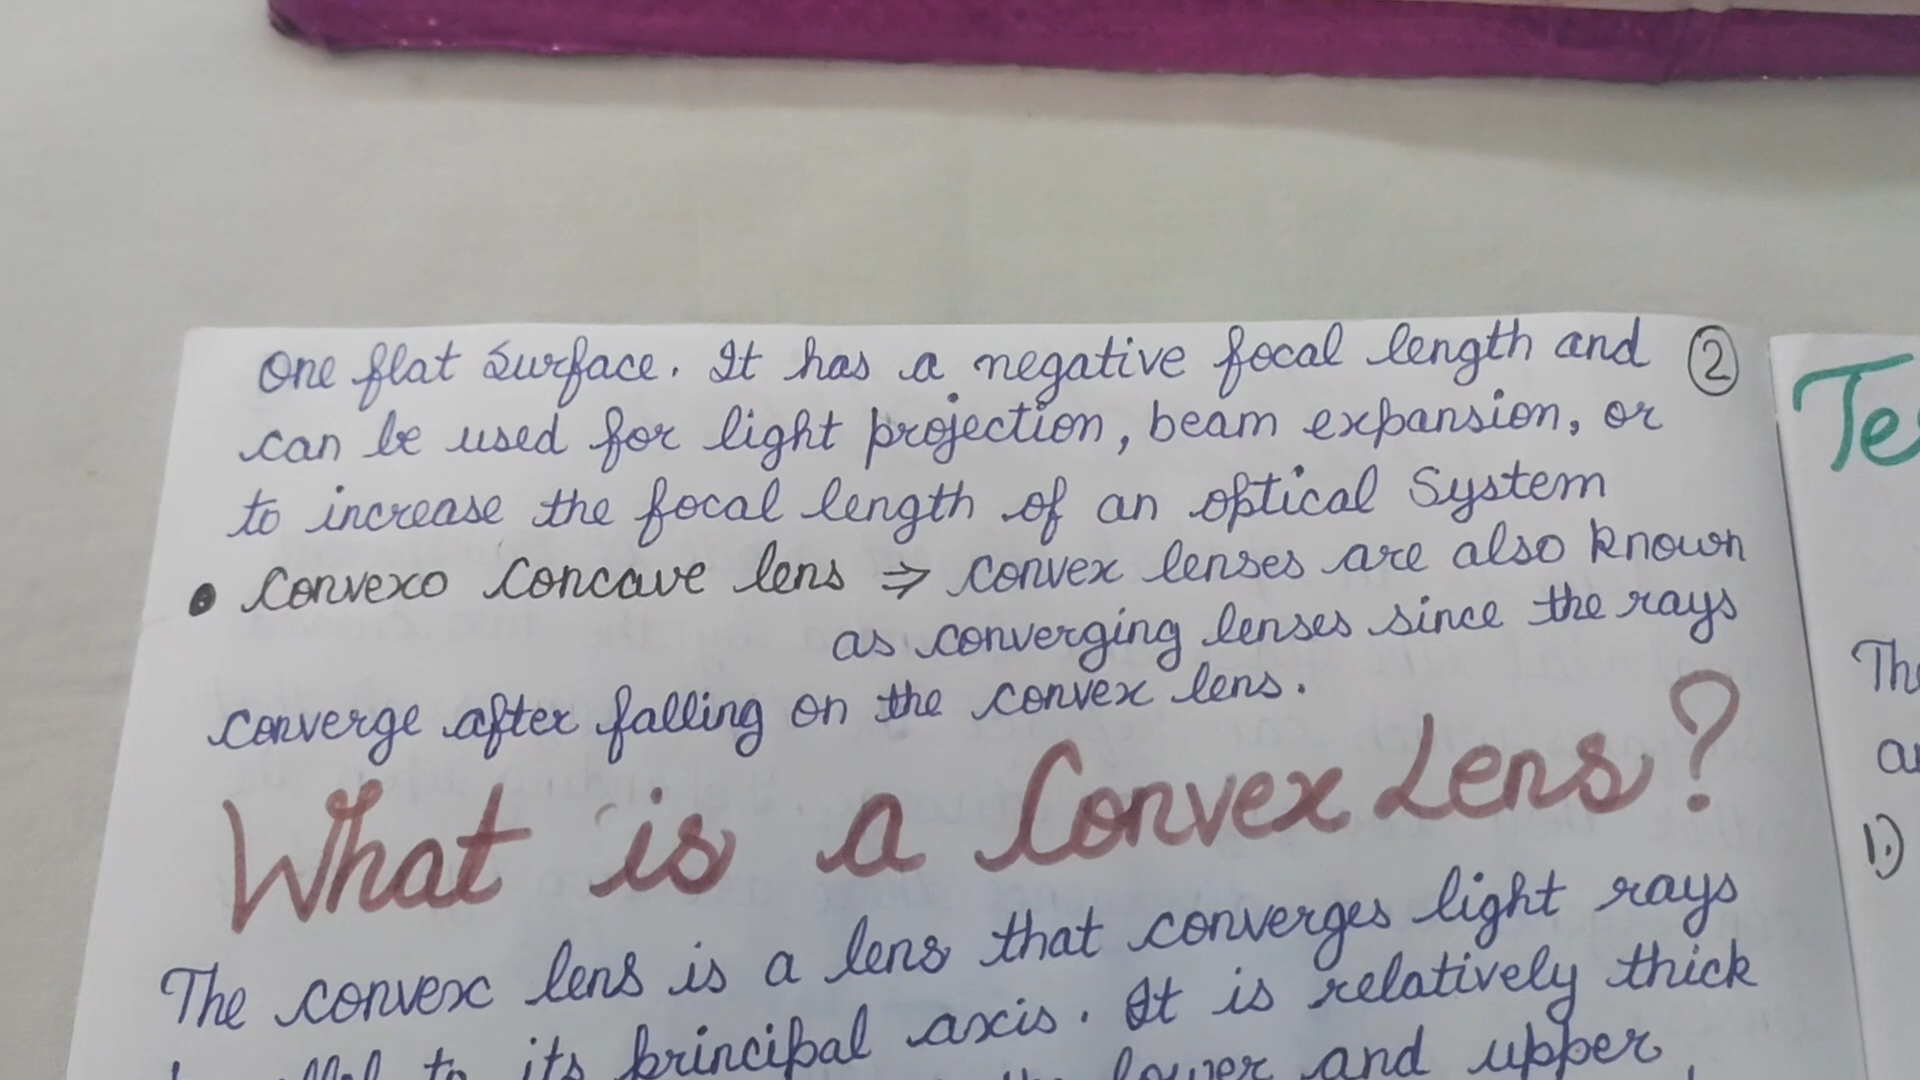 One flat Surface. It has a negative focal length and
②
can be used for light projection, beam expansion, or
to increase the focal length of an optical System
• Convexo Concave lens ⇒ convex lenses are also known
as converging lenses since the rays
converge after falling on the convex lens.
What is a Convex Lens?
The convex lens is a lens that converges light rays
to its principal axis. It is relatively thick
lower and upper
Te
The
1.)